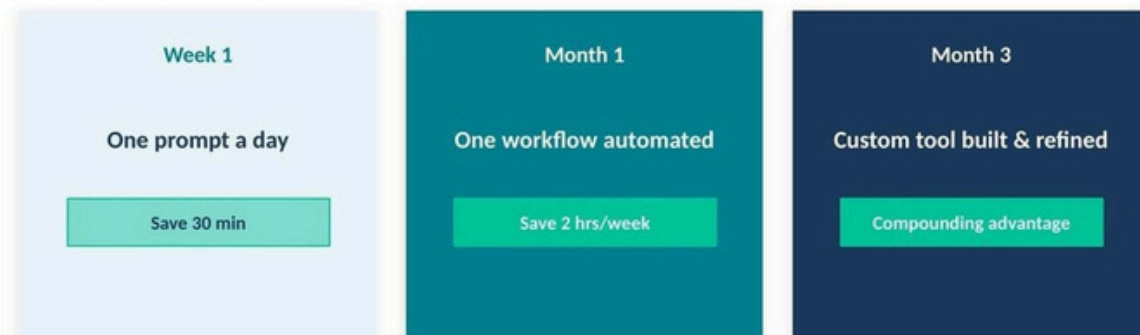 Week 1
One prompt a day
Save 30 min
Month 1
One workflow automated
Save 2 hrs/week
Month 3
Custom tool built & refined
Compounding advantage